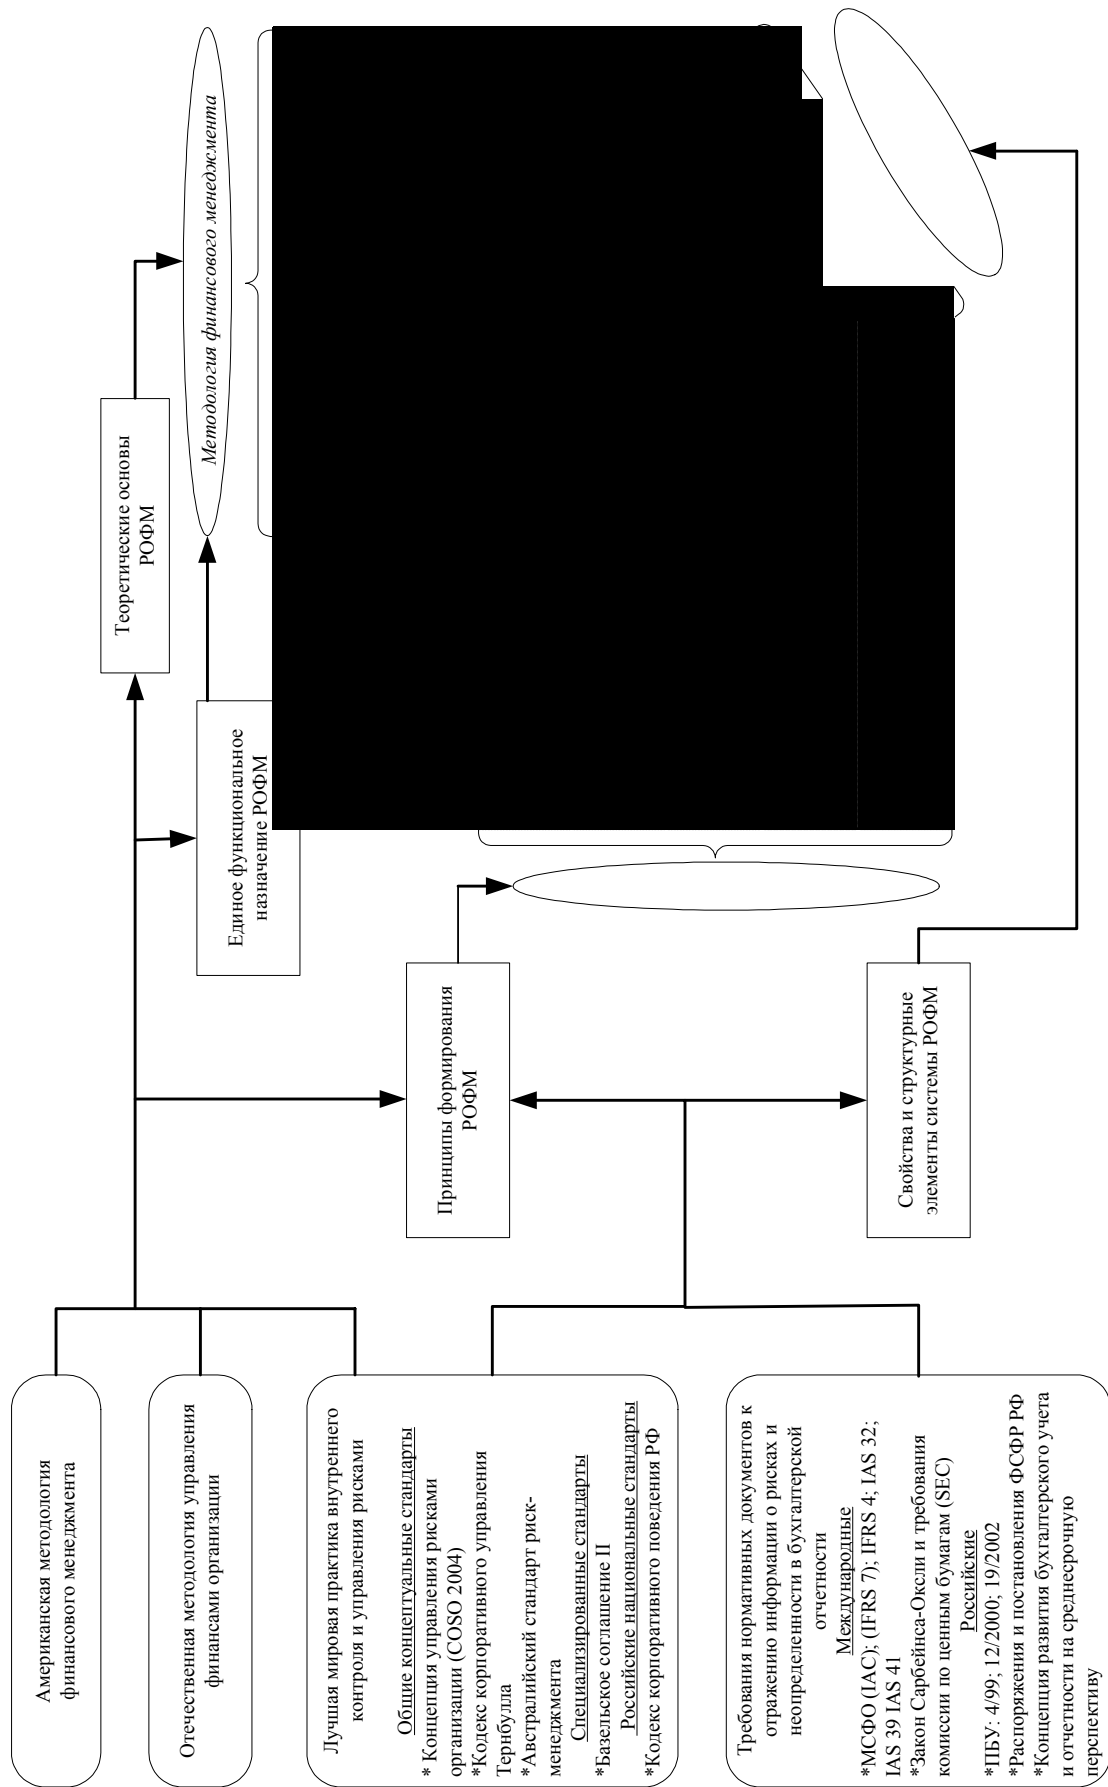 Американская методология
финансового менеджмента
Отечественная методология управления
финансами организации
Лучшая мировая практика внутреннего
контроля и управления рисками
Общие концептуальные стандарты
* Концепция управления рисками
организации (COSO 2004)
*Кодекс корпоративного управления
Тернбулла
*Австралийский стандарт риск-
менеджмента
Специализированные стандарты
*Базельское соглашение II
Российские национальные стандарты
*Кодекс корпоративного поведения РФ
Требования нормативных документов к
отражению информации о рисках и
неопределенности в бухгалтерской
отчетности
Международные
*МСФО (IAC); (IFRS 7); IFRS 4; IAS 32;
IAS 39 IAS 41
*Закон Сарбейнса-Оксли и требования
комиссии по ценным бумагам (SEC)
Российские
*ПБУ: 4/99; 12/2000; 19/2002
*Распоряжения и постановления ФСФР РФ
*Концепция развития бухгалтерского учета
и отчетности на среднесрочную
перспективу
Теоретические основы
РОФМ
Единое функциональное
назначение РОФМ
Принципы формирования
РОФМ
Свойства и структурные
элементы системы РОФМ
Методология финансового менеджмента